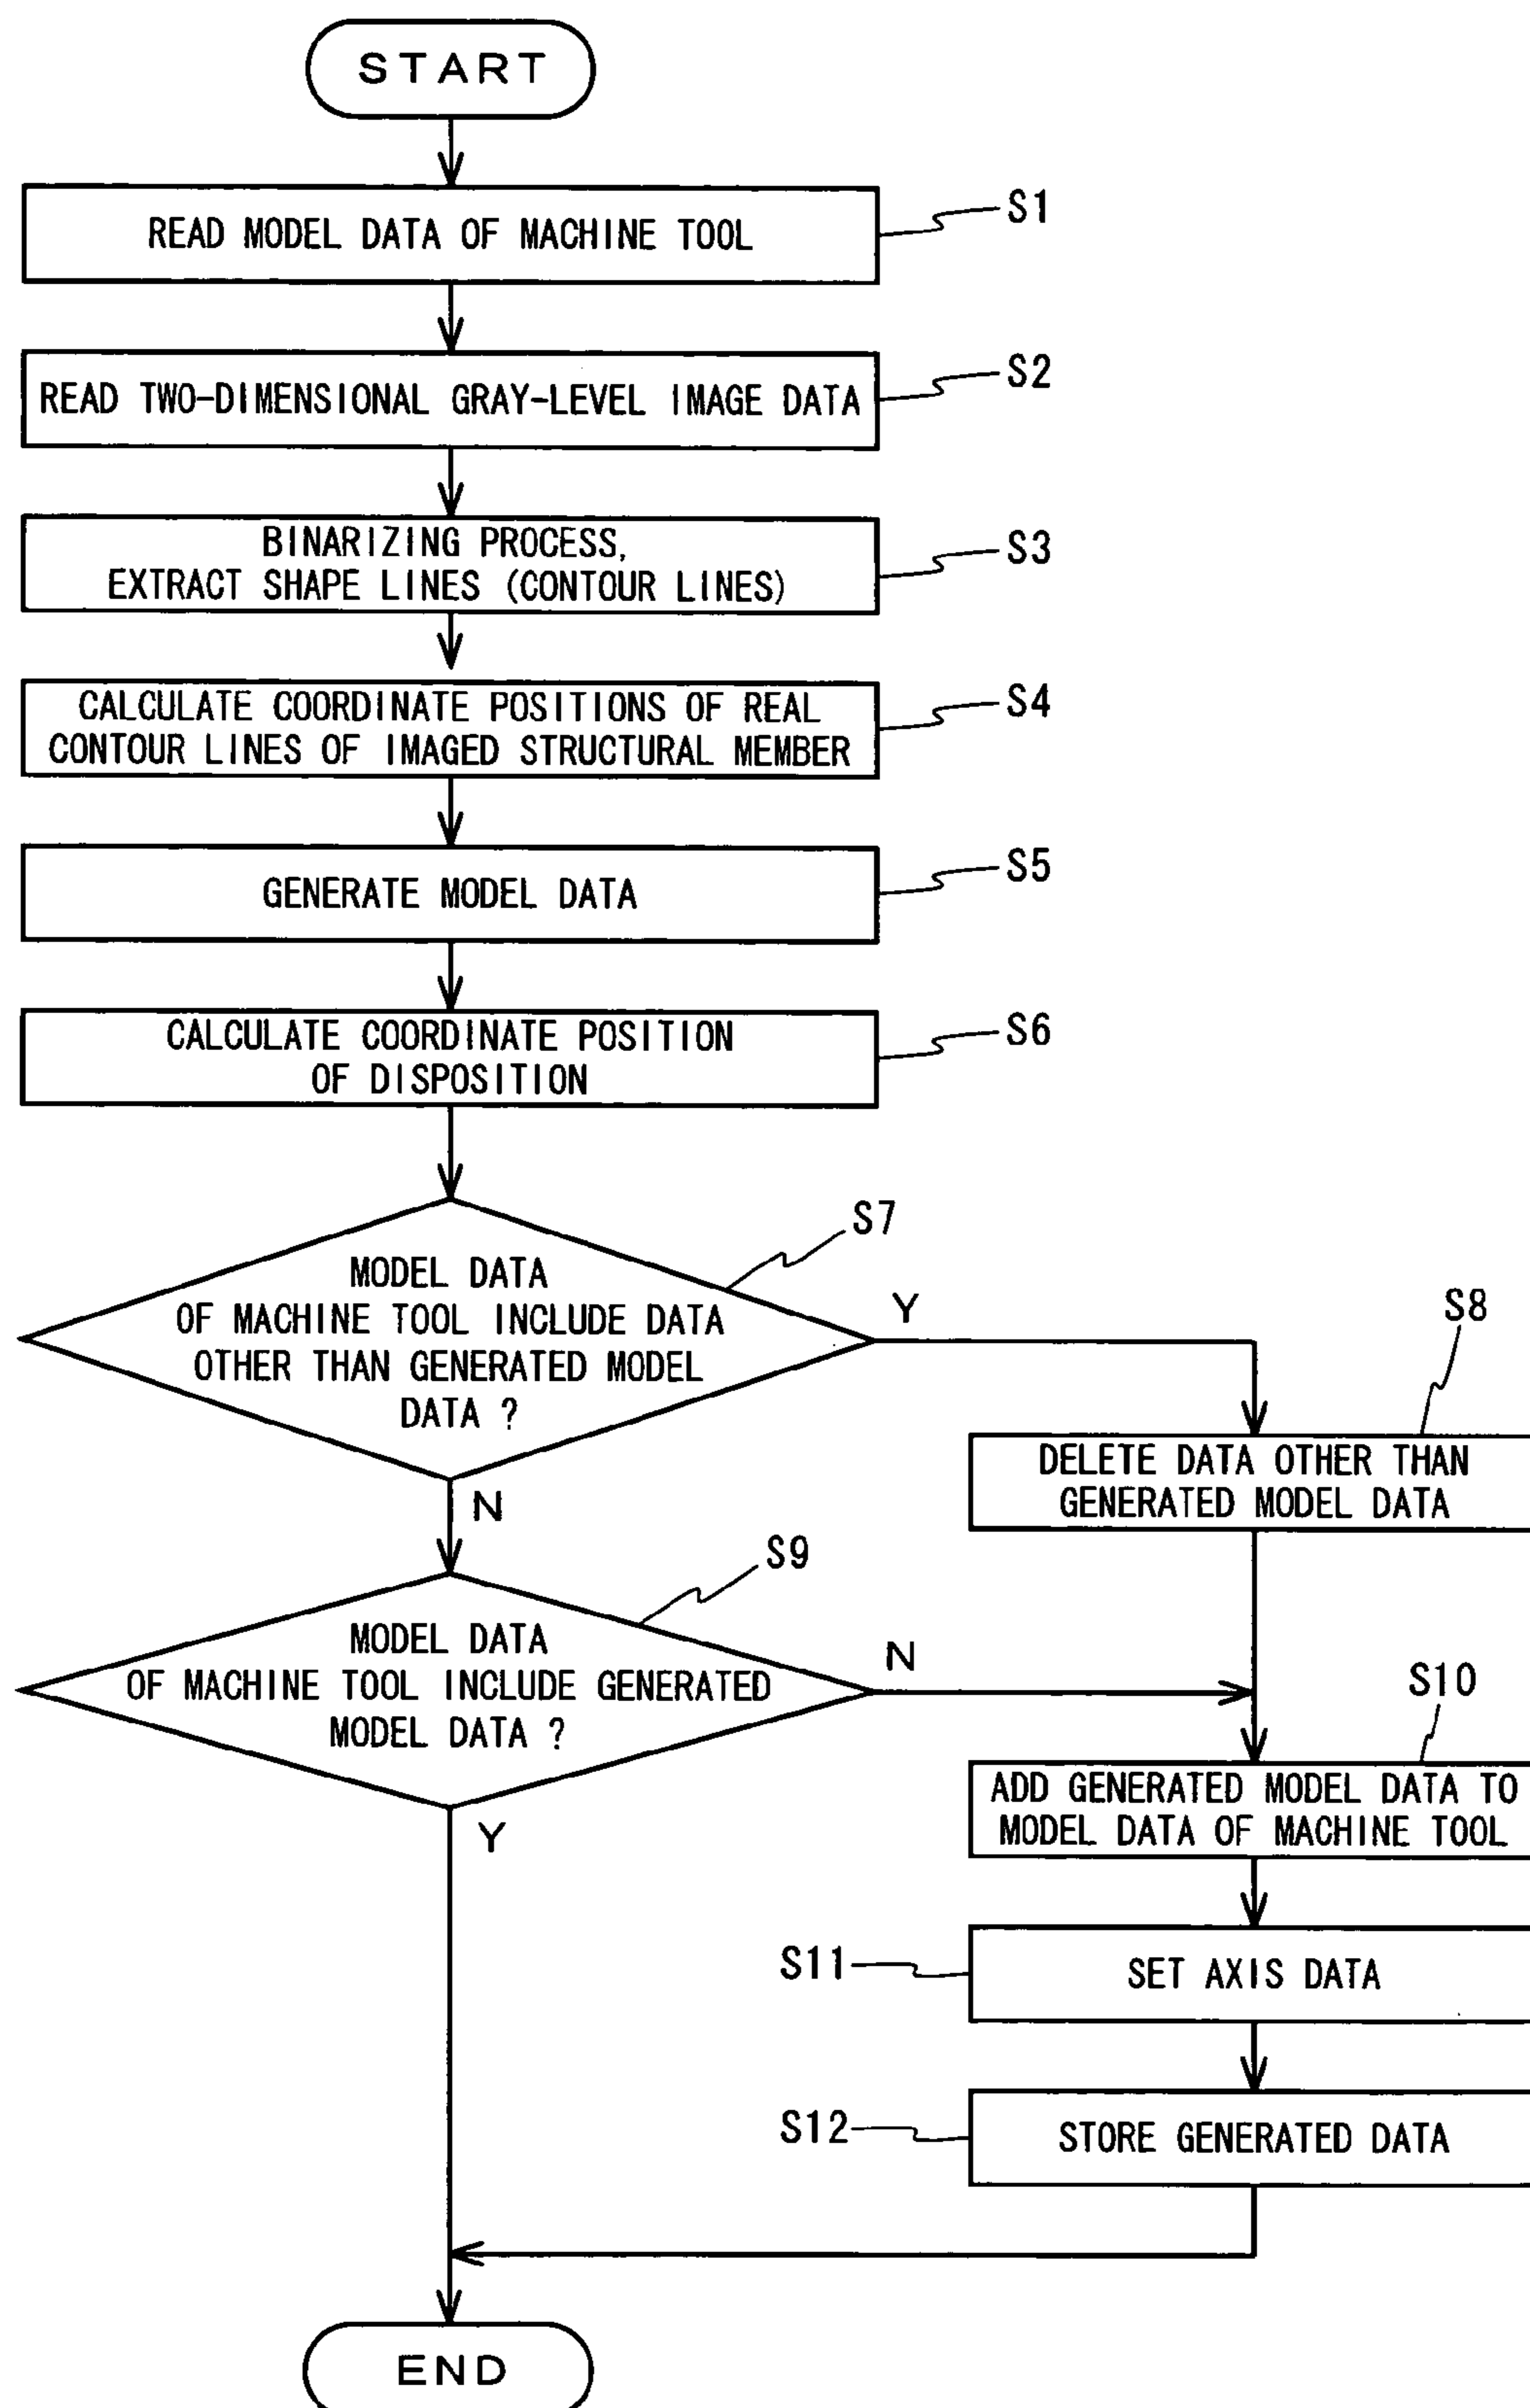 START
READ MODEL DATA OF MACHINE TOOL
S1
READ TWO-DIMENSIONAL GRAY-LEVEL IMAGE DATA
S2
BINARIZING PROCESS,
EXTRACT SHAPE LINES (CONTOUR LINES)
S3
CALCULATE COORDINATE POSITIONS OF REAL
CONTOUR LINES OF IMAGED STRUCTURAL MEMBER
S4
GENERATE MODEL DATA
S5
CALCULATE COORDINATE POSITION
OF DISPOSITION
S6
S7
MODEL DATA
OF MACHINE TOOL INCLUDE DATA
OTHER THAN GENERATED MODEL
DATA ?
Y
N
S8
DELETE DATA OTHER THAN
GENERATED MODEL DATA
S9
MODEL DATA
OF MACHINE TOOL INCLUDE GENERATED
MODEL DATA ?
N
Y
S10
ADD GENERATED MODEL DATA TO
MODEL DATA OF MACHINE TOOL
S11
SET AXIS DATA
S12
STORE GENERATED DATA
END